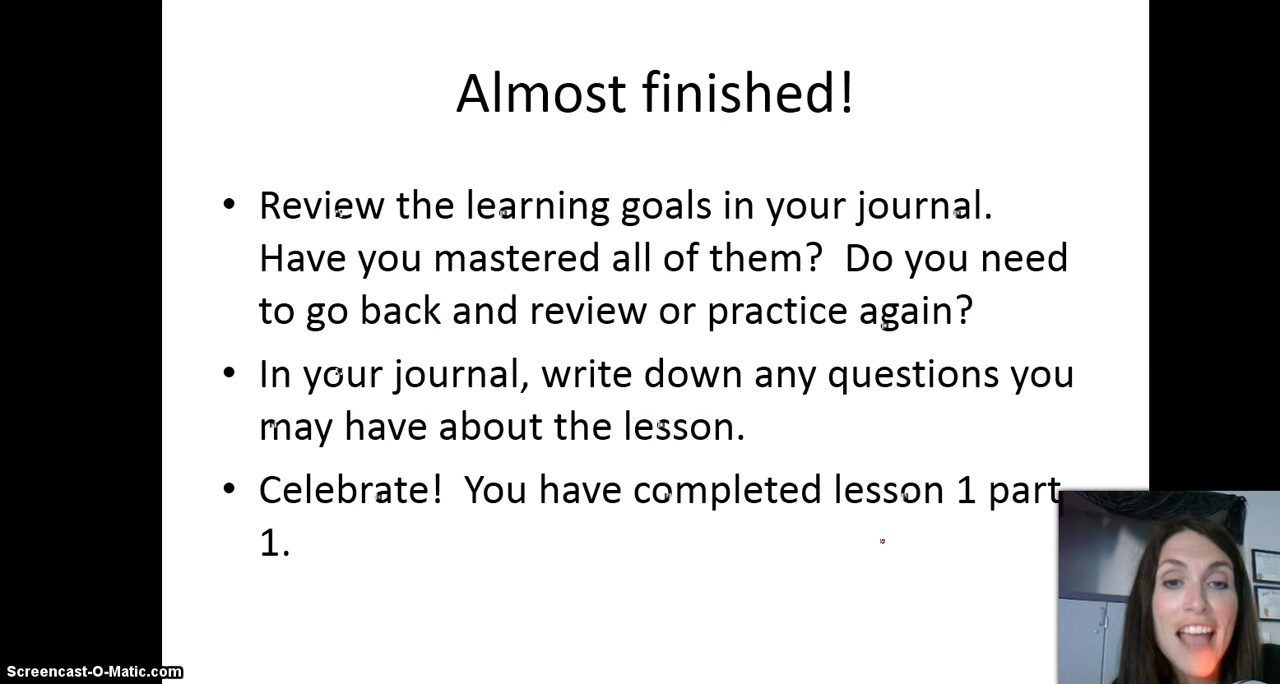 Almost finished!
• Review the learning goals in your journal.
Have you mastered all of them?  Do you need
to go back and review or practice again?
• In your journal, write down any questions you
may have about the lesson.
• Celebrate!  You have completed lesson 1 part
1.
Screencast-O-Matic.com